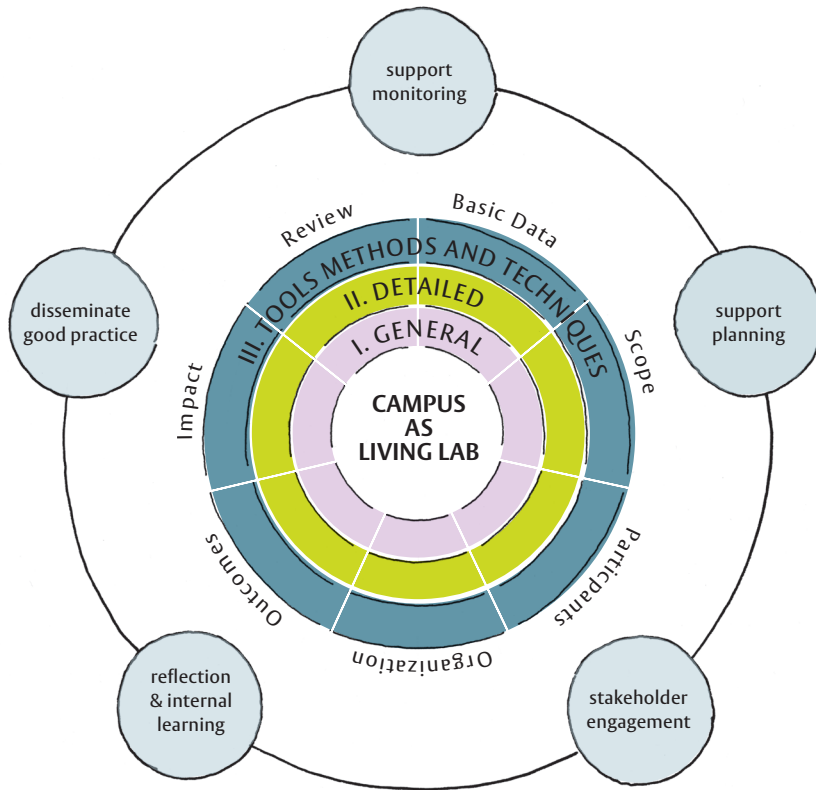 support
monitoring
Review
Basic Data
disseminate
good practice
support
planning
III. TOOLS METHODS AND TECHNIQUES
II. DETAILED
I. GENERAL
Impact
Scope
CAMPUS
AS
LIVING LAB
Outcomes
Particpants
Organization
reflection
& internal
learning
stakeholder
engagement